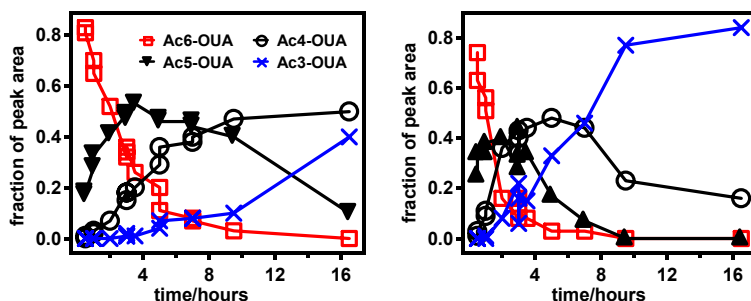 fraction of peak area
0.8
0.6
0.4
0.2
0.0
Ac6-OUA Ac4-OUA
Ac5-OUA Ac3-OUA
4 8 12 16
time/hours
fraction of peak area
0.8
0.6
0.4
0.2
0.0
4 8 12 16
time/hours